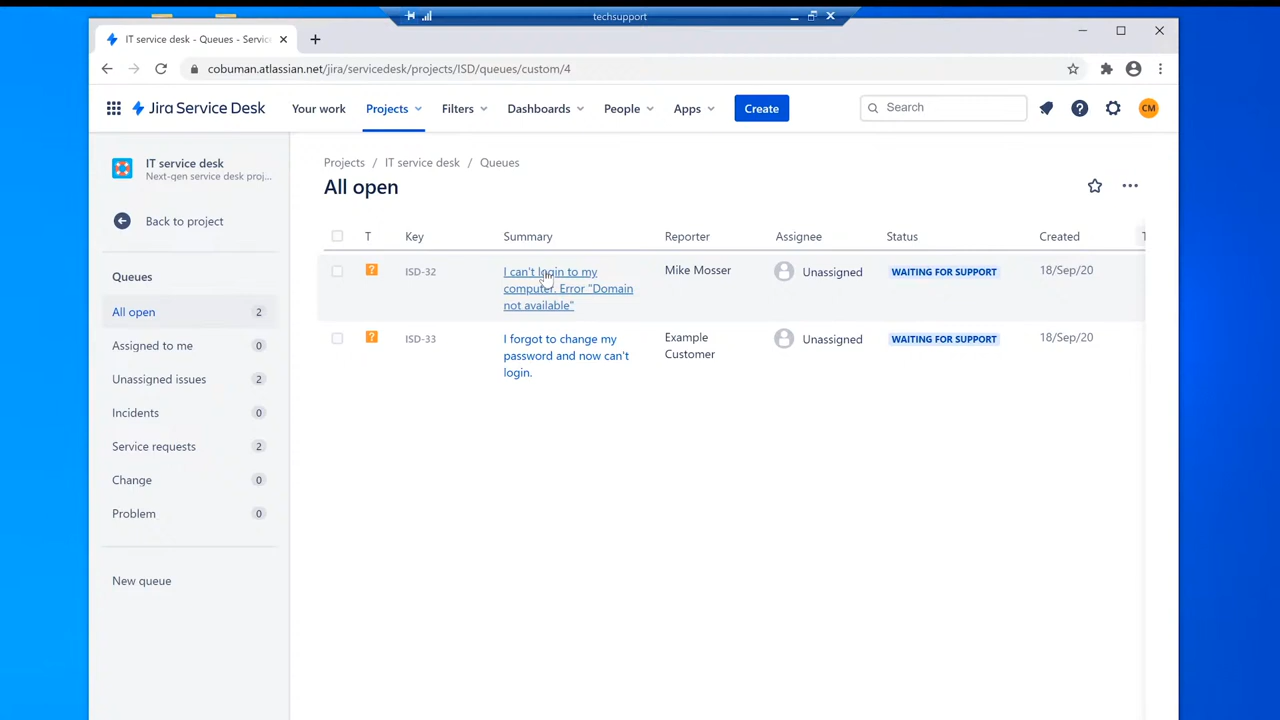 techsupport
IT service desk - Queues - Servic
cobuman.atlassian.net/jira/servicedesk/projects/ISD/queues/custom/4
Jira Service Desk
Your work
Projects
Filters
Dashboards
People
Apps
Create
Search
CM
IT service desk
Next-gen service desk proj...
Back to project
Queues
All open 2
Assigned to me 0
Unassigned issues 2
Incidents 0
Service requests 2
Change 0
Problem 0
New queue
Projects / IT service desk / Queues
All open
T Key Summary Reporter Assignee Status Created T
ISD-32
I can't login to my
computer. Error "Domain
not available"
Mike Mosser
Unassigned
WAITING FOR SUPPORT
18/Sep/20
ISD-33
I forgot to change my
password and now can't
login.
Example
Customer
Unassigned
WAITING FOR SUPPORT
18/Sep/20